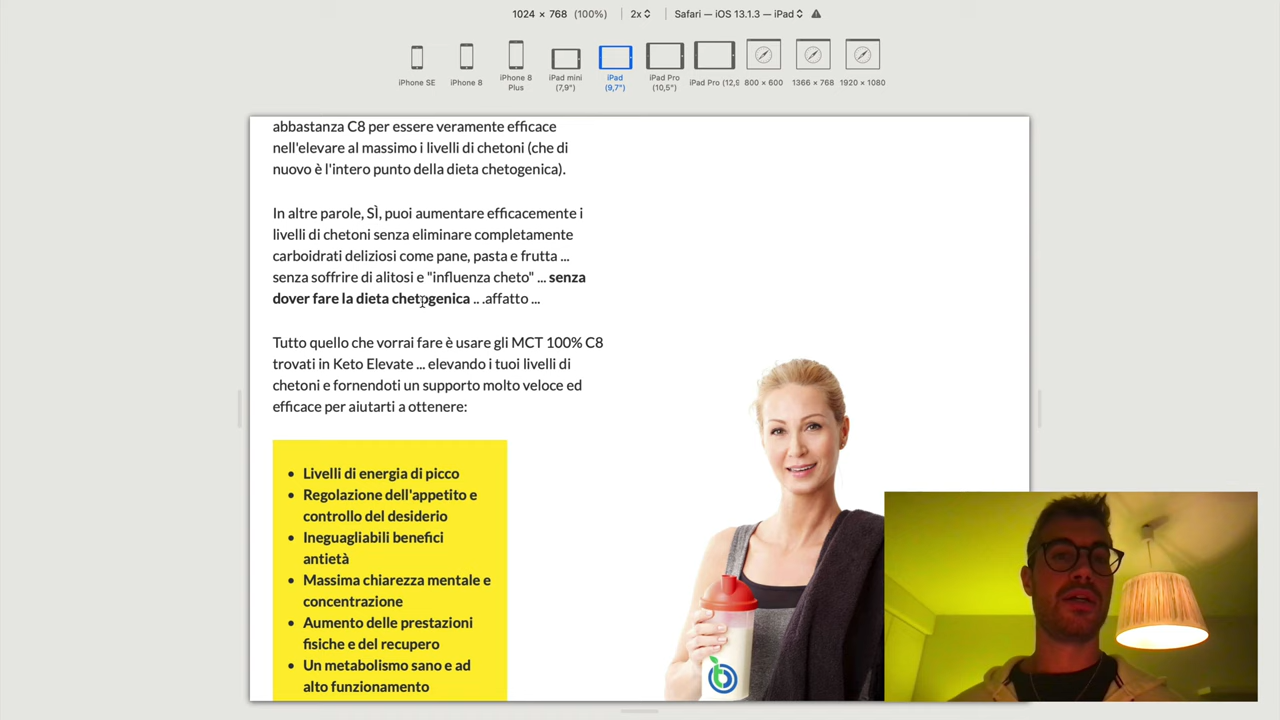 1024 × 768 (100%) 2x Safari — iOS 13.1.3 — iPad
iPhone SE
iPhone 8
iPhone 8
Plus
iPad mini
(7,9")
iPad
(9,7")
iPad Pro
(10,5")
iPad Pro (12,9
800 × 600
1366 × 768
1920 × 1080
abbastanza C8 per essere veramente efficace
nell'elevare al massimo i livelli di chetoni (che di
nuovo è l'intero punto della dieta chetogenica).
In altre parole, SÌ, puoi aumentare efficacemente i
livelli di chetoni senza eliminare completamente
carboidrati deliziosi come pane, pasta e frutta ...
senza soffrire di alitosi e "influenza cheto" ... senza
dover fare la dieta chetogenica .. .affatto ...
Tutto quello che vorrai fare è usare gli MCT 100% C8
trovati in Keto Elevate ... elevando i tuoi livelli di
chetoni e fornendoti un supporto molto veloce ed
efficace per aiutarti a ottenere:
• Livelli di energia di picco
• Regolazione dell'appetito e
controllo del desiderio
• Ineguagliabili benefici
antietà
• Massima chiarezza mentale e
concentrazione
• Aumento delle prestazioni
fisiche e del recupero
• Un metabolismo sano e ad
alto funzionamento